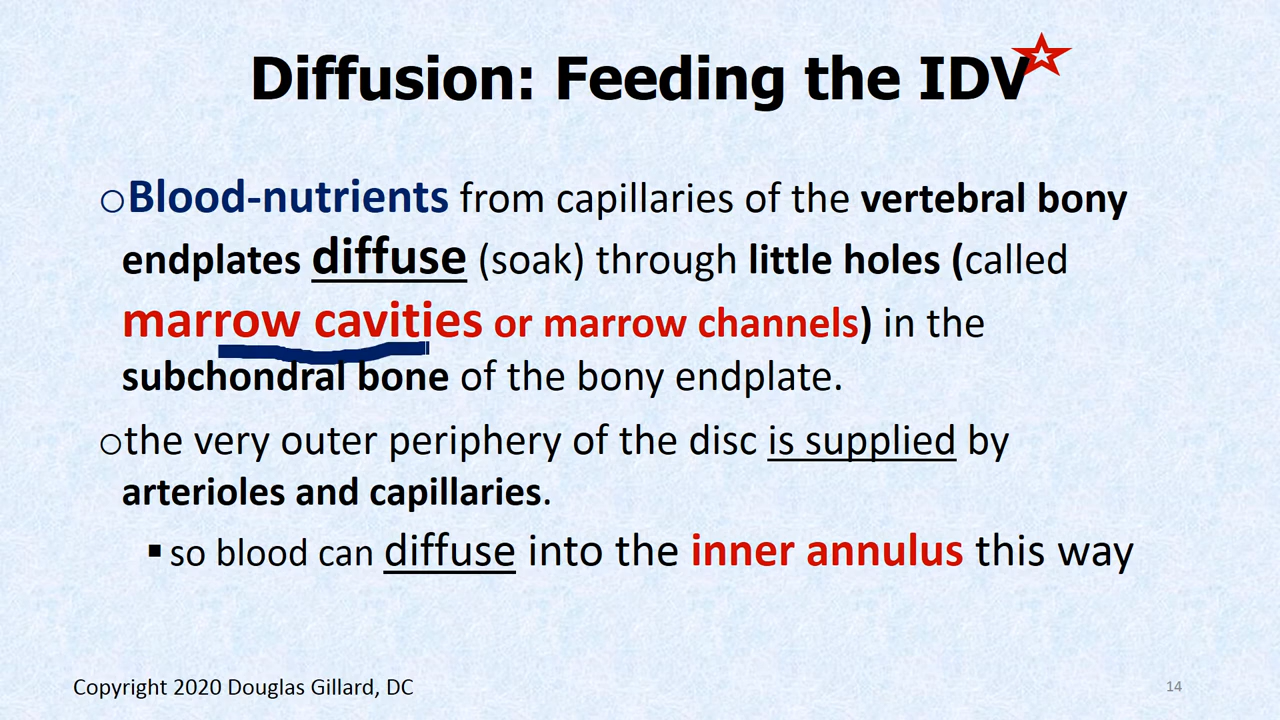 Diffusion: Feeding the IDV
○Blood-nutrients from capillaries of the vertebral bony
endplates diffuse (soak) through little holes (called
marrow cavities or marrow channels) in the
subchondral bone of the bony endplate.
○the very outer periphery of the disc is supplied by
arterioles and capillaries.
▪ so blood can diffuse into the inner annulus this way
Copyright 2020 Douglas Gillard, DC
14